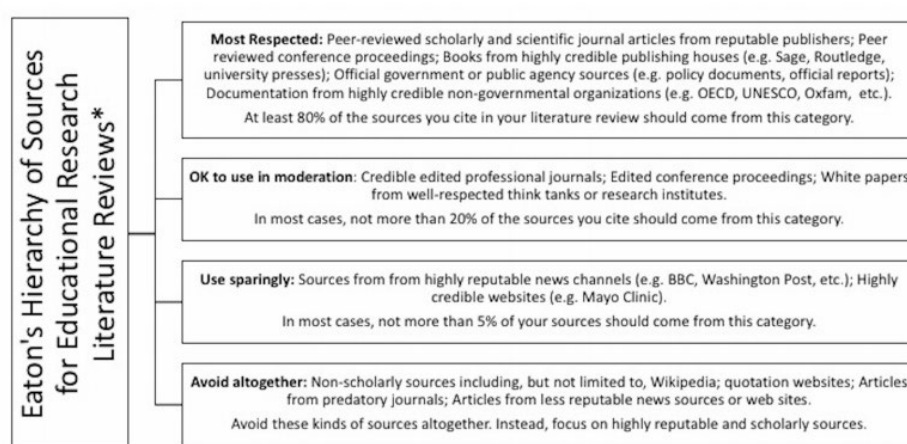 Eaton's Hierarchy of Sources
for Educational Research
Literature Reviews*
Most Respected: Peer-reviewed scholarly and scientific journal articles from reputable publishers; Peer
reviewed conference proceedings; Books from highly credible publishing houses (e.g. Sage, Routledge,
university presses); Official government or public agency sources (e.g. policy documents, official reports);
Documentation from highly credible non-governmental organizations (e.g. OECD, UNESCO, Oxfam, etc.).
At least 80% of the sources you cite in your literature review should come from this category.
OK to use in moderation: Credible edited professional journals; Edited conference proceedings; White papers
from well-respected think tanks or research institutes.
In most cases, not more than 20% of the sources you cite should come from this category.
Use sparingly: Sources from from highly reputable news channels (e.g. BBC, Washington Post, etc.); Highly
credible websites (e.g. Mayo Clinic).
In most cases, not more than 5% of your sources should come from this category.
Avoid altogether: Non-scholarly sources including, but not limited to, Wikipedia; quotation websites; Articles
from predatory journals; Articles from less reputable news sources or web sites.
Avoid these kinds of sources altogether. Instead, focus on highly reputable and scholarly sources.